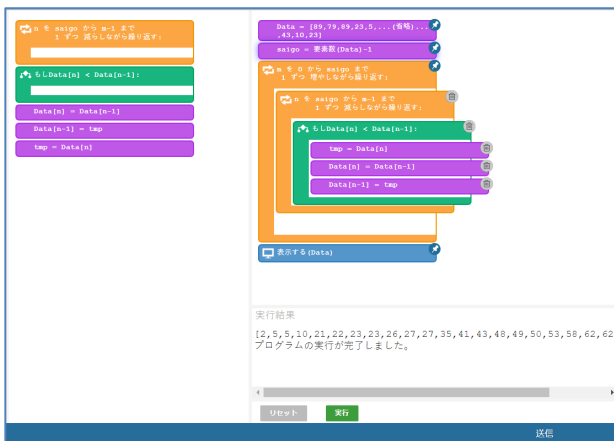 n を saigo から m-1 まで
1 ずつ 減らしながら繰り返す:
もしData[n] < Data[n-1]:
Data[n] = Data[n-1]
Data[n-1] = tmp
tmp = Data[n]
Data = [89,79,89,23,5,...(省略)...
,43,10,23]
saigo = 要素数(Data)-1
m を 0 から saigo まで
1 ずつ 増やしながら繰り返す:
n を saigo から m-1 まで
1 ずつ 減らしながら繰り返す:
もしData[n] < Data[n-1]:
tmp = Data[n]
Data[n] = Data[n-1]
Data[n-1] = tmp
表示する(Data)
実行結果
[2,5,5,10,21,22,23,23,26,27,27,35,41,43,48,49,50,53,58,62,62
プログラムの実行が完了しました。
リセット
実行
送信